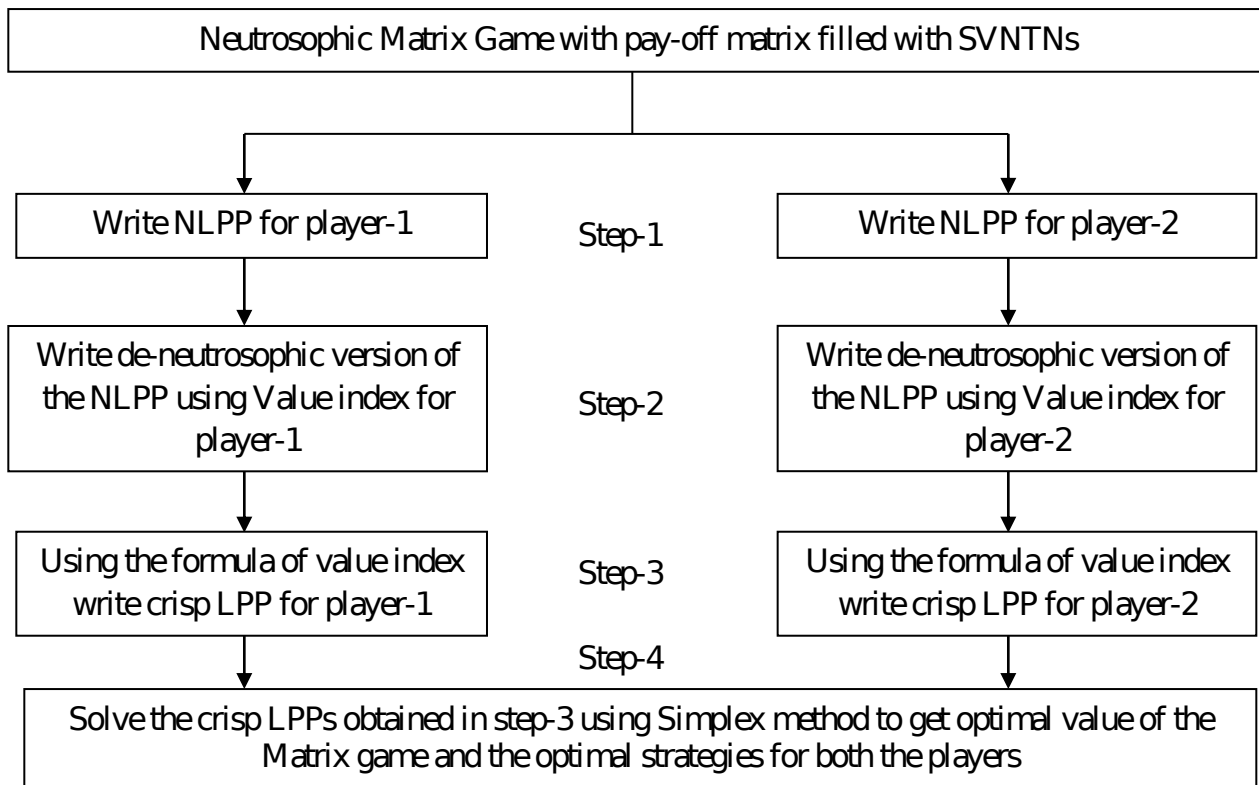 Neutrosophic Matrix Game with pay-off matrix filled with SVNTNs
Write NLPP for player-1
Step-1
Write NLPP for player-2
Write de-neutrosophic version of
the NLPP using Value index for
player-1
Step-2
Write de-neutrosophic version of
the NLPP using Value index for
player-2
Using the formula of value index
write crisp LPP for player-1
Step-3
Using the formula of value index
write crisp LPP for player-2
Step-4
Solve the crisp LPPs obtained in step-3 using Simplex method to get optimal value of the
Matrix game and the optimal strategies for both the players